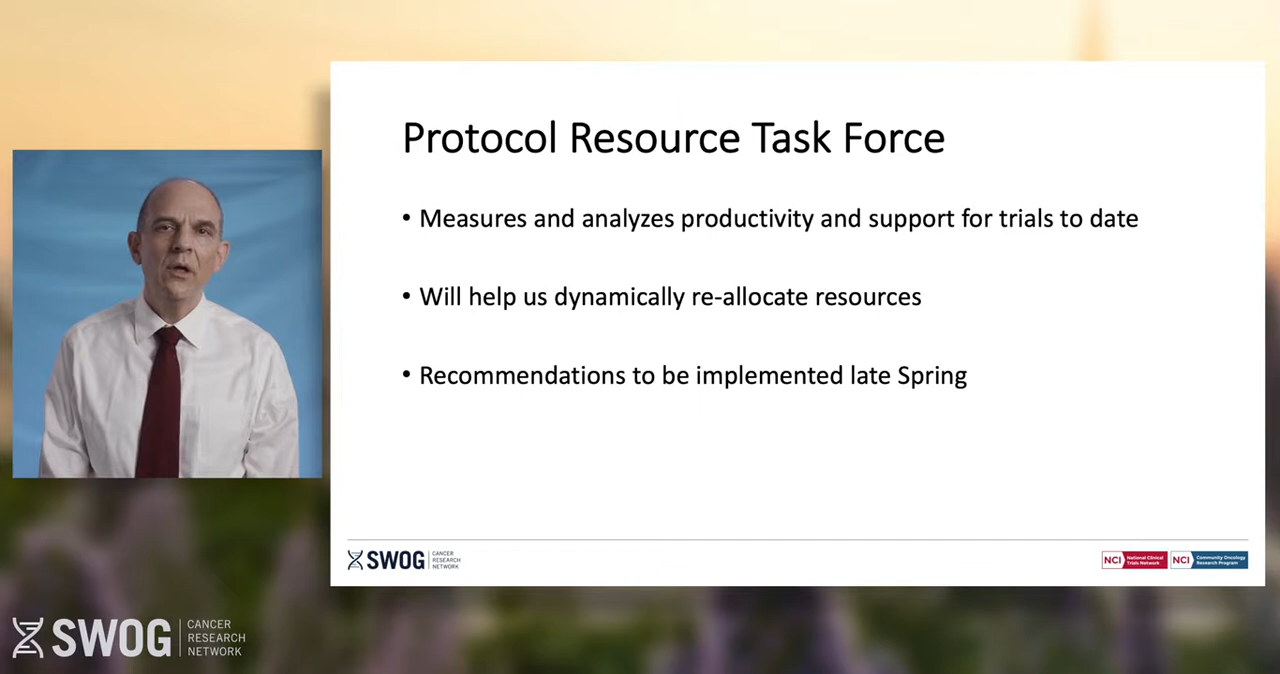 Protocol Resource Task Force
• Measures and analyzes productivity and support for trials to date
• Will help us dynamically re-allocate resources
• Recommendations to be implemented late Spring
SWOG
CANCER
RESEARCH
NETWORK
NCI
National Clinical
Trials Network
NCI
Community Oncology
Research Program
SWOG
CANCER
RESEARCH
NETWORK